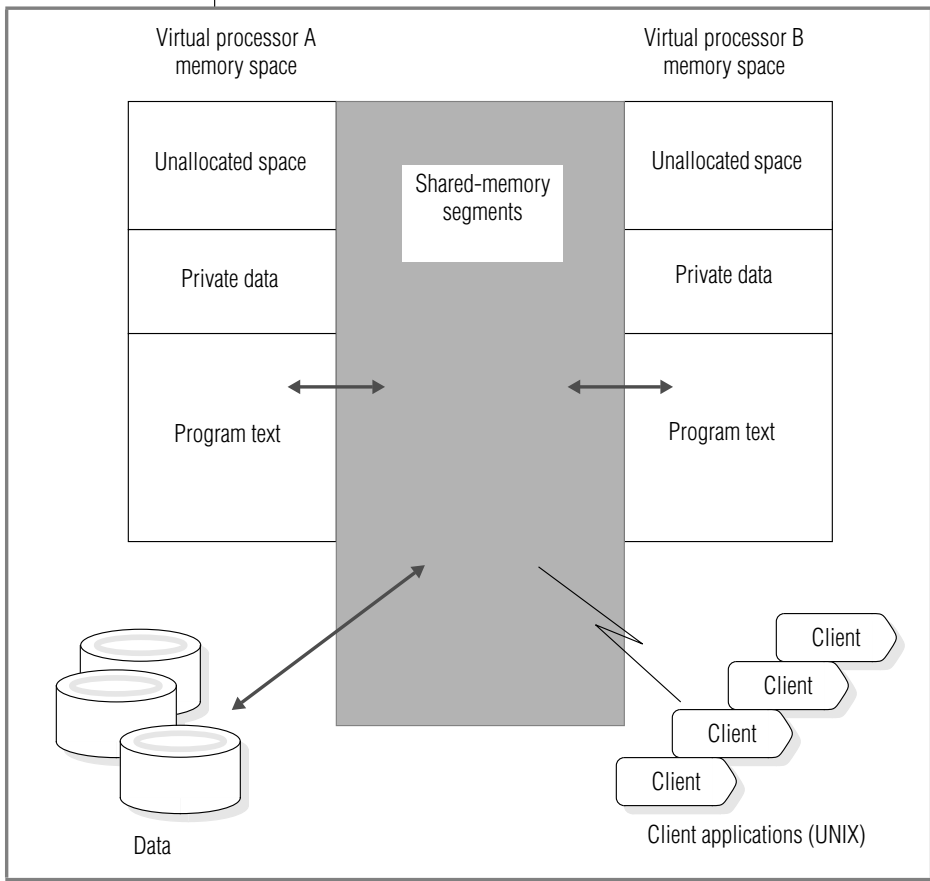 Virtual processor A
memory space
Virtual processor B
memory space
Unallocated space
Shared-memory
segments
Unallocated space
Private data
Private data
Program text
Program text
Client
Client
Client
Client
Data
Client applications (UNIX)